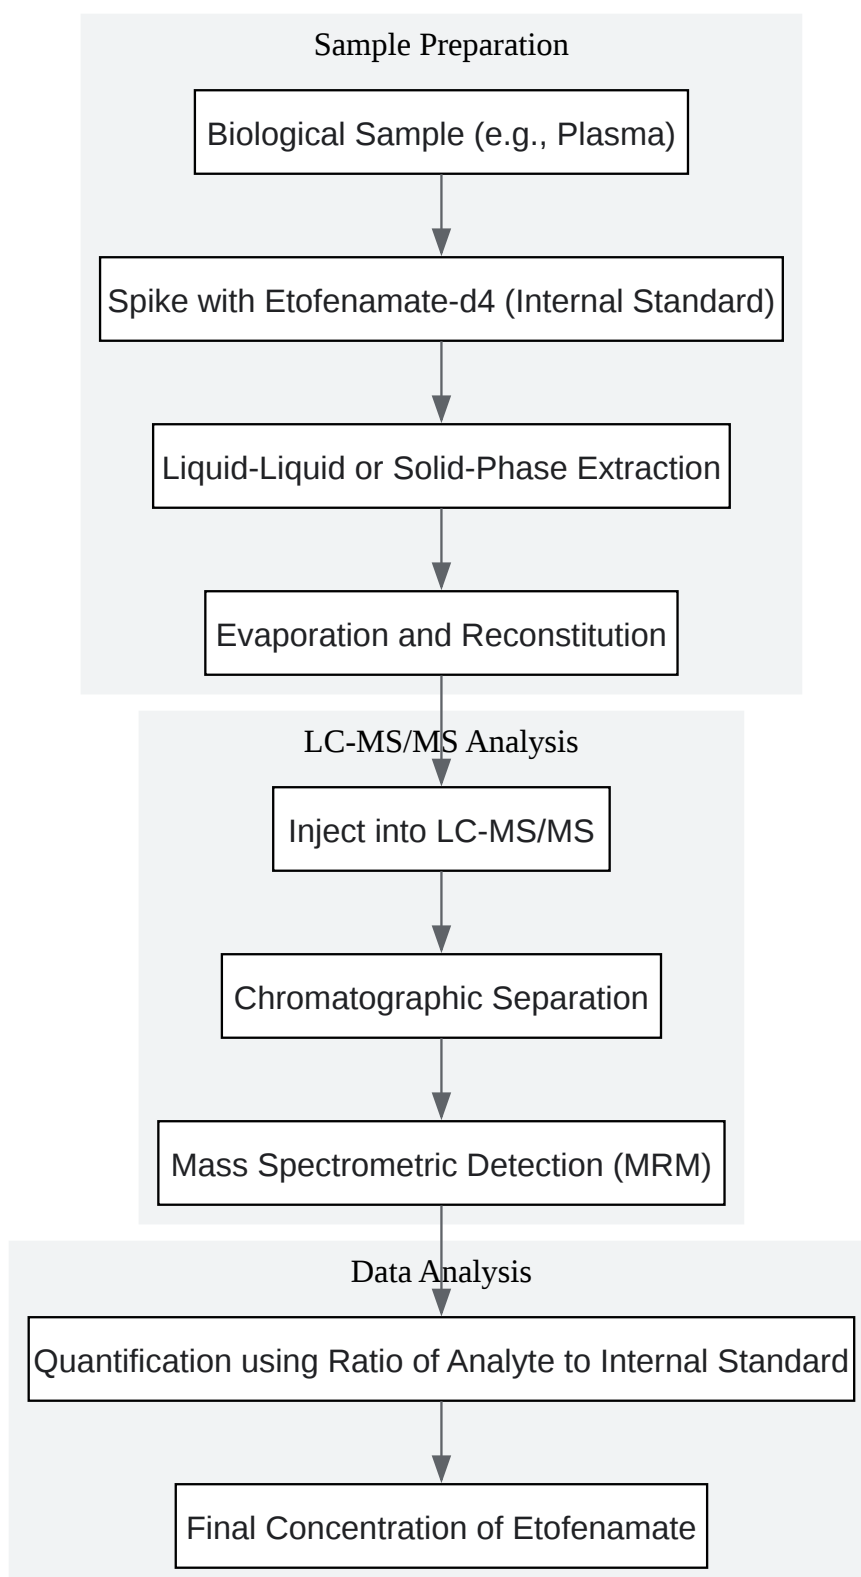 Sample Preparation
Biological Sample (e.g., Plasma)
Spike with Etofenamate-d4 (Internal Standard)
Liquid-Liquid or Solid-Phase Extraction
Evaporation and Reconstitution
LC-MS/MS Analysis
Inject into LC-MS/MS
Chromatographic Separation
Mass Spectrometric Detection (MRM)
Data Analysis
Quantification using Ratio of Analyte to Internal Standard
Final Concentration of Etofenamate